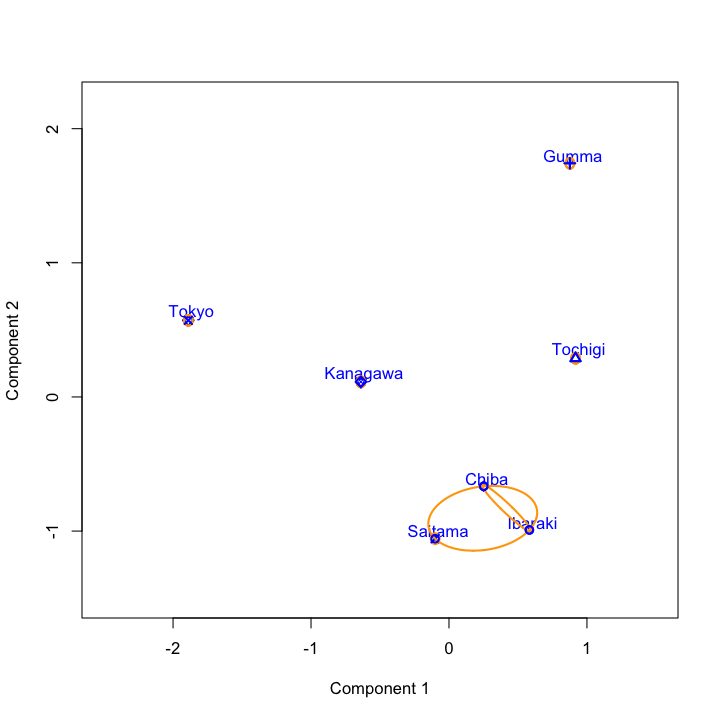 Gumma
Tokyo
Tochigi
Kanagawa
Chiba
Ibaraki
Saitama
2
1
0
-1
Component 2
-2
-1
0
1
Component 1